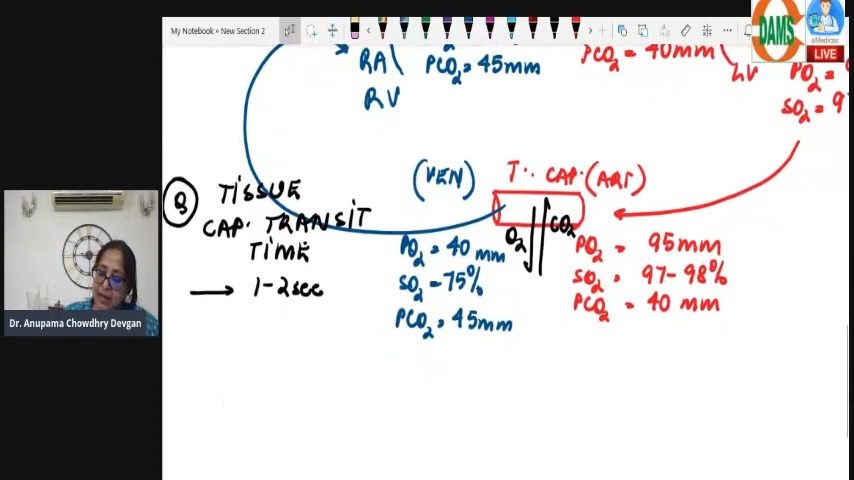 My Notebook » New Section 2
DAMS
eMedicoz
LIVE
RA
PCO₂ = 45mm
RV
PCO₂ = 40mm
LV
PO₂ =
SO₂ = 97
Q
TISSUE
CAP. TRANSIT
TIME
→ 1-2sec
(VEN)
T.. CAP. (ART)
O₂
CO₂
PO₂ = 40 mm
SO₂ - 75%
PCO₂ = 45mm
PO₂ = 95mm
SO₂ = 97-98%
PCO₂ = 40 mm
Dr. Anupama Chowdhry Devgan